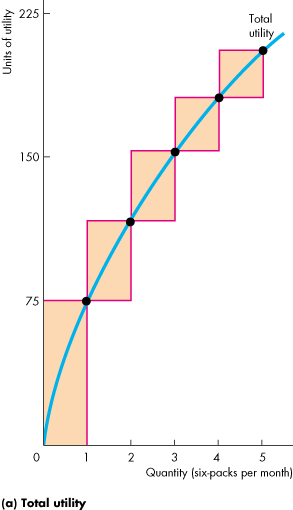 225
Units of utility
Total
utility
150
75
0 1 2 3 4 5
Quantity (six-packs per month)
(a) Total utility